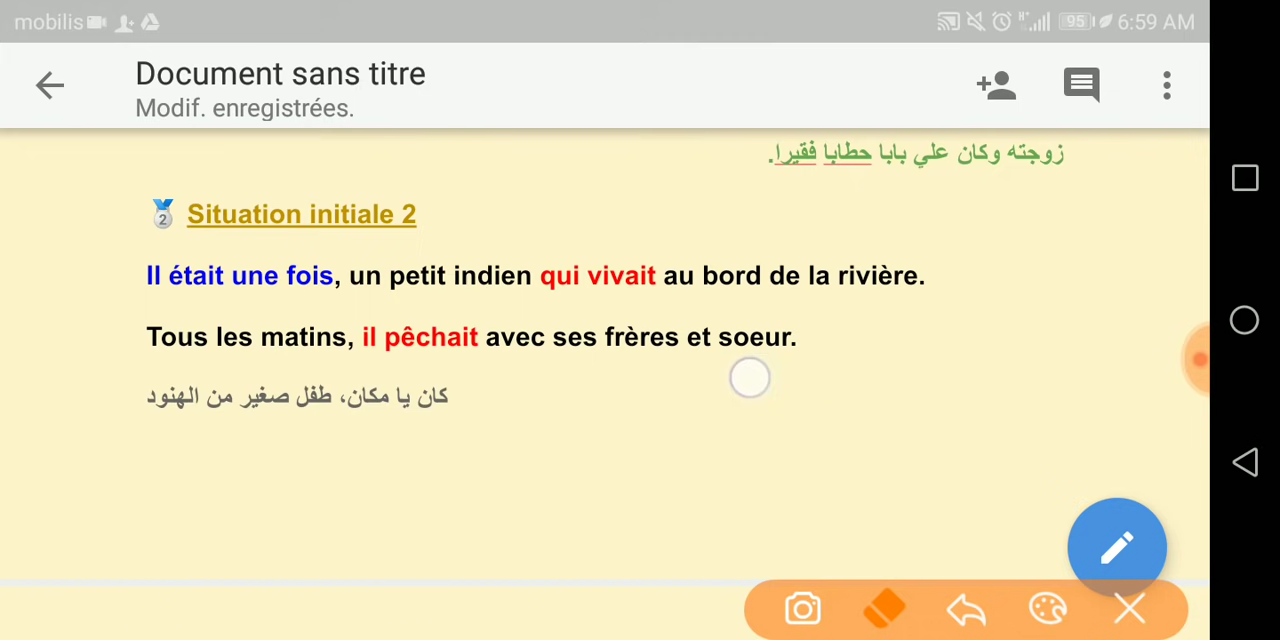 mobilis H+ 95 6:59 AM
Document sans titre
Modif. enregistrées.
زوجته وكان علي بابا حطابا فقيرا.
2 Situation initiale 2
Il était une fois, un petit indien qui vivait au bord de la rivière.
Tous les matins, il pêchait avec ses frères et soeur.
كان يا مكان، طفل صغير من الهنود